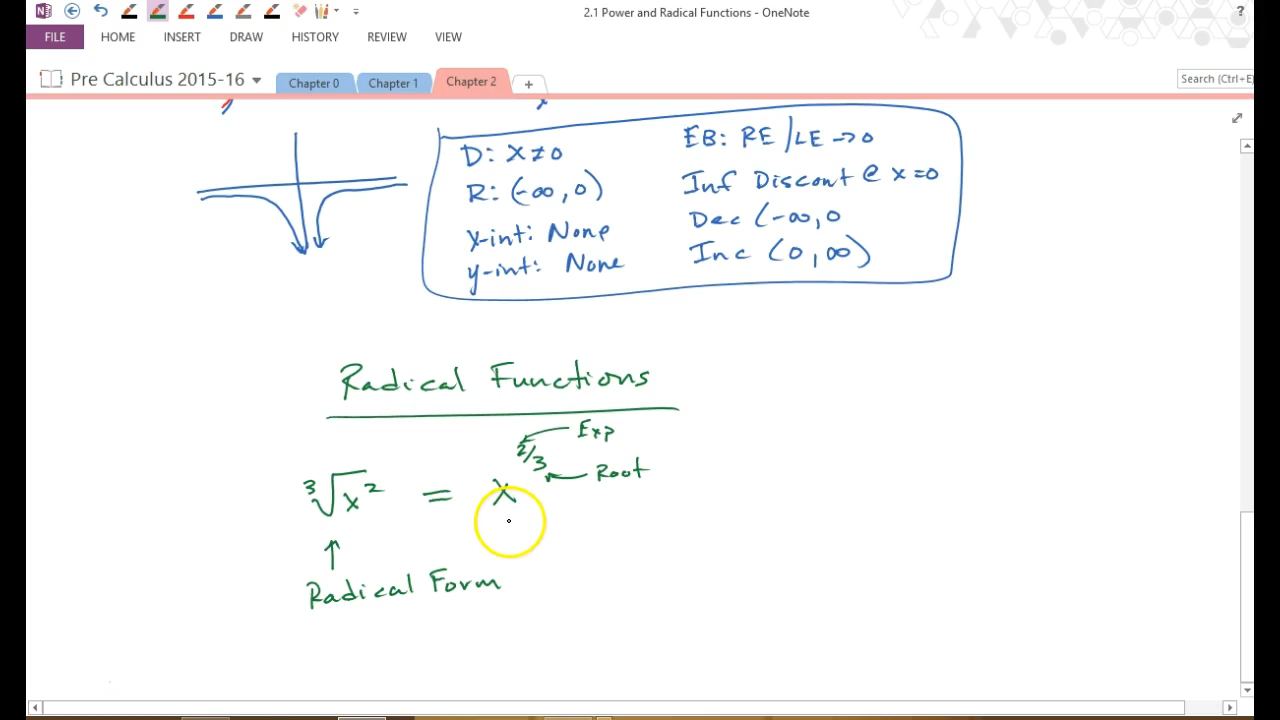 2.1 Power and Radical Functions - OneNote
?
FILE HOME INSERT DRAW HISTORY REVIEW VIEW
Pre Calculus 2015-16 Chapter 0 Chapter 1 Chapter 2 +
Search (Ctrl+E)
D: X≠0
R: (-∞,0)
x-int: None
y-int: None
EB: RE/LE →0
Inf Discont @ x=0
Dec (-∞,0
Inc (0,∞)
Radical Functions
∛x² = x^2/3
Exp
Root
Radical Form